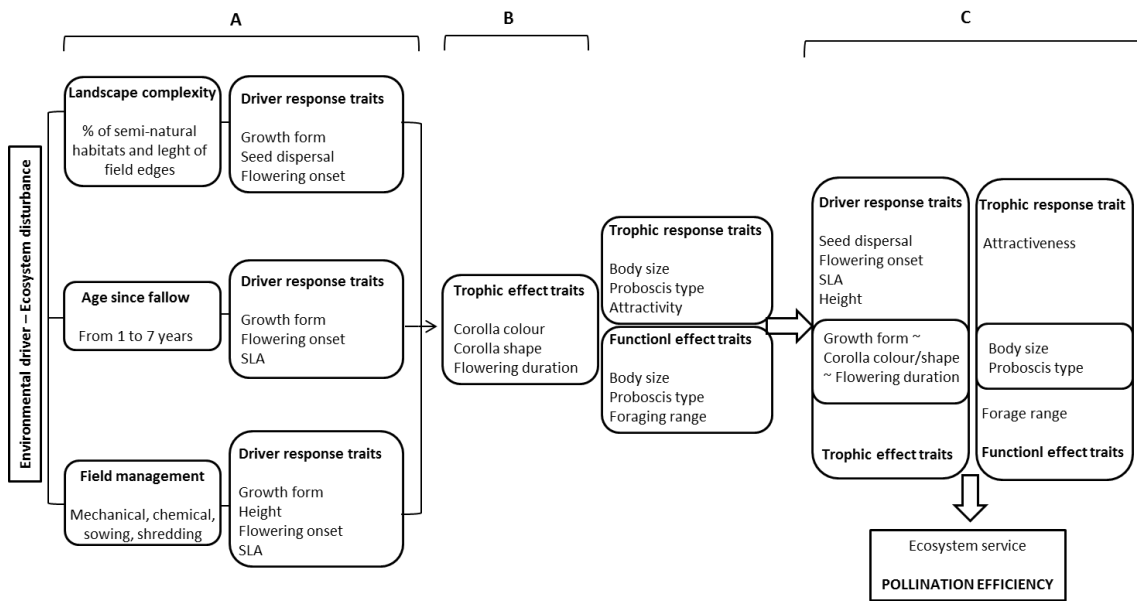 A
B
C
Environmental driver – Ecosystem disturbance
Landscape complexity
% of semi-natural
habitats and leght of
field edges
Driver response traits
Growth form
Seed dispersal
Flowering onset
Age since fallow
From 1 to 7 years
Driver response traits
Growth form
Flowering onset
SLA
Field management
Mechanical, chemical,
sowing, shredding
Driver response traits
Growth form
Height
Flowering onset
SLA
Trophic effect traits
Corolla colour
Corolla shape
Flowering duration
Trophic response traits
Body size
Proboscis type
Attractivity
Functionl effect traits
Body size
Proboscis type
Foraging range
Driver response traits
Seed dispersal
Flowering onset
SLA
Height
Growth form ~
Corolla colour/shape
~ Flowering duration
Trophic effect traits
Trophic response trait
Attractiveness
Body size
Proboscis type
Forage range
Functionl effect traits
Ecosystem service
POLLINATION EFFICIENCY